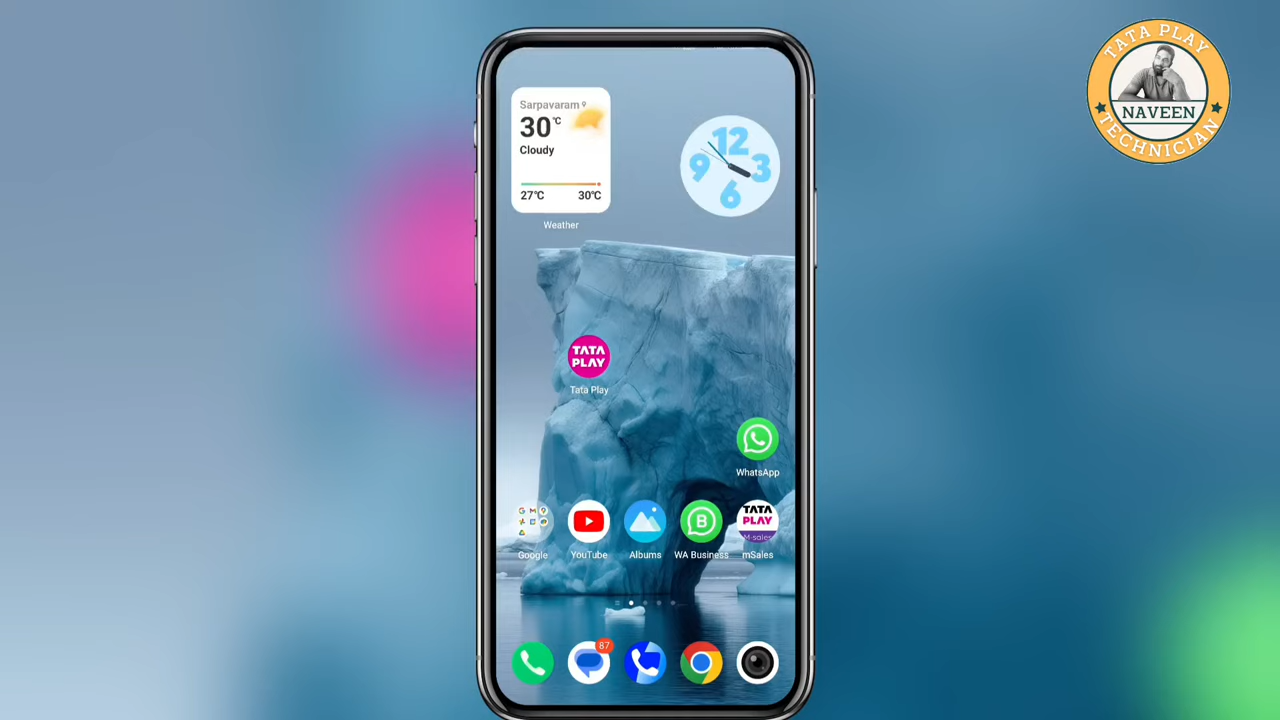 TATA PLAY
NAVEEN
TECHNICIAN
Sarpavaram
30°C
Cloudy
27°C 30°C
Weather
12
9 3
6
TATA
PLAY
Tata Play
WhatsApp
TATA
PLAY
M-sales
Google YouTube Albums WA Business mSales
87